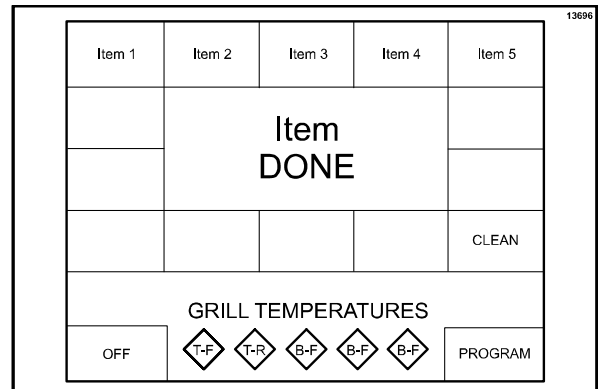 13696
Item 1 Item 2 Item 3 Item 4 Item 5
Item
DONE
CLEAN
GRILL TEMPERATURES
OFF T-F T-R B-F B-F B-F PROGRAM